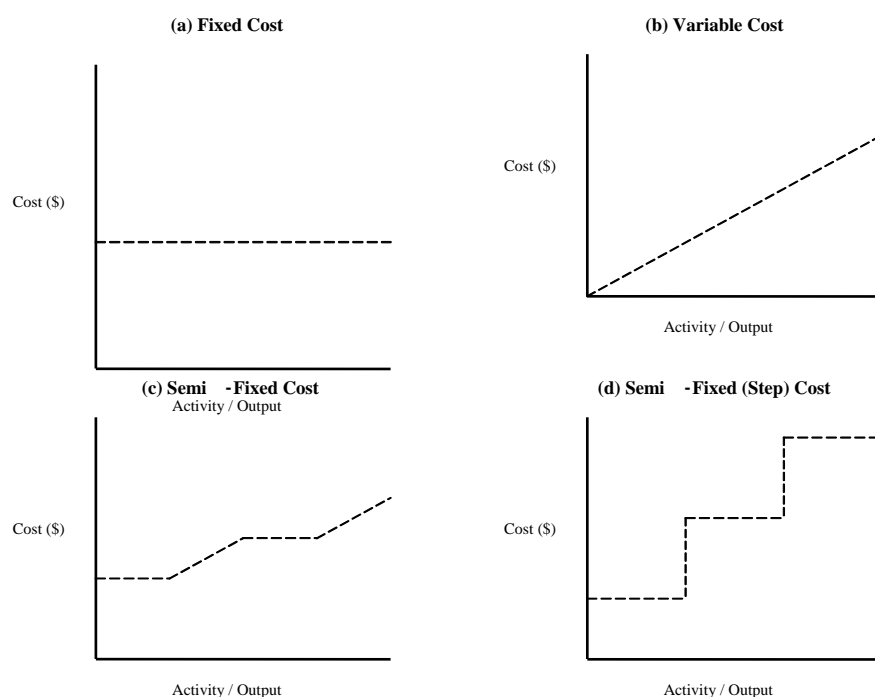 (a) Fixed Cost
Cost ($)
Activity / Output
(b) Variable Cost
Cost ($)
Activity / Output
(c) Semi -Fixed Cost
Cost ($)
Activity / Output
(d) Semi -Fixed (Step) Cost
Cost ($)
Activity / Output